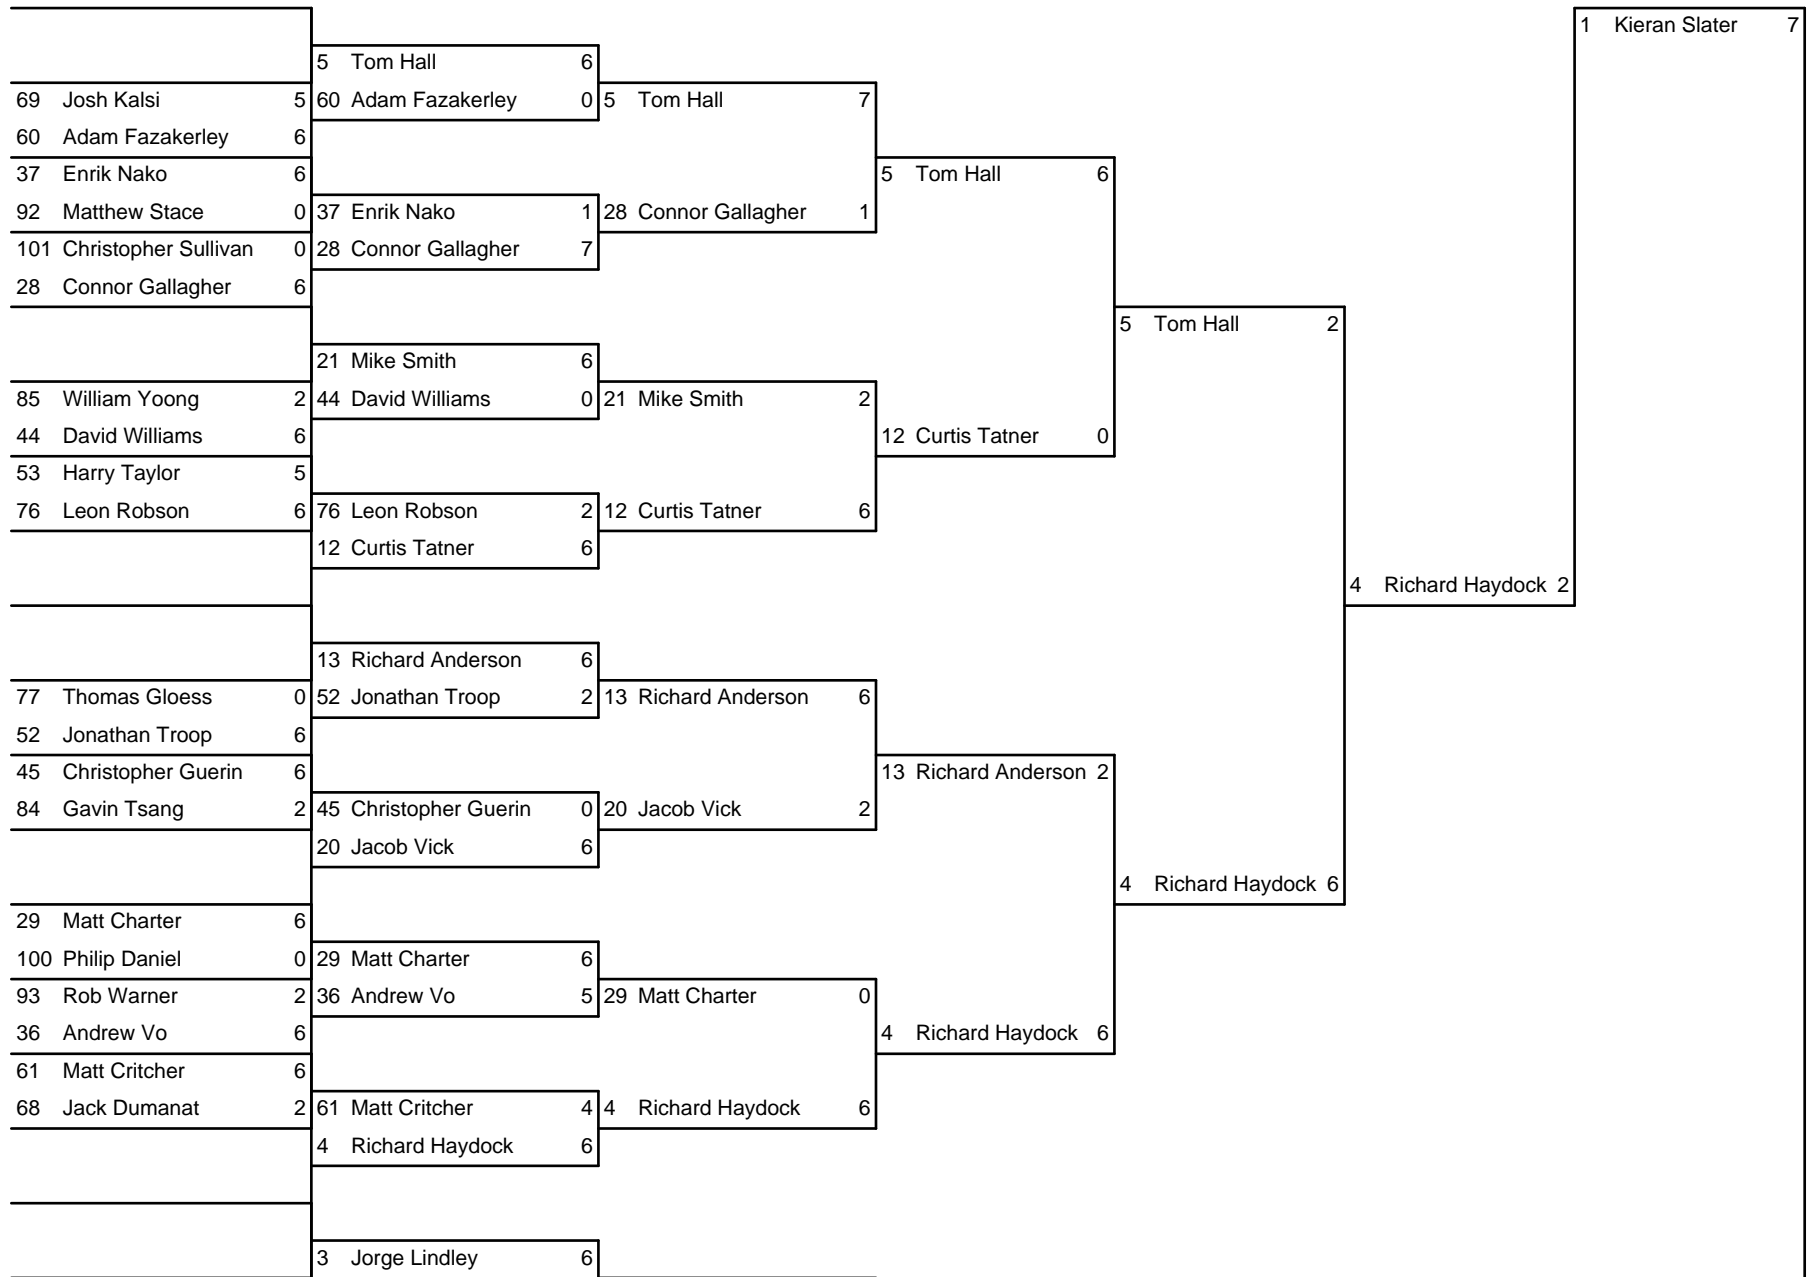 1 Kieran Slater 7
5 Tom Hall 6
69 Josh Kalsi 5 60 Adam Fazakerley 0 5 Tom Hall 7
60 Adam Fazakerley 6
37 Enrik Nako 6 5 Tom Hall 6
92 Matthew Stace 0 37 Enrik Nako 1 28 Connor Gallagher 1
101 Christopher Sullivan 0 28 Connor Gallagher 7
28 Connor Gallagher 6
5 Tom Hall 2
21 Mike Smith 6
85 William Yoong 2 44 David Williams 0 21 Mike Smith 2
44 David Williams 6 12 Curtis Tatner 0
53 Harry Taylor 5
76 Leon Robson 6 76 Leon Robson 2 12 Curtis Tatner 6
12 Curtis Tatner 6
4 Richard Haydock 2
13 Richard Anderson 6
77 Thomas Gloess 0 52 Jonathan Troop 2 13 Richard Anderson 6
52 Jonathan Troop 6
45 Christopher Guerin 6 13 Richard Anderson 2
84 Gavin Tsang 2 45 Christopher Guerin 0 20 Jacob Vick 2
20 Jacob Vick 6
4 Richard Haydock 6
29 Matt Charter 6
100 Philip Daniel 0 29 Matt Charter 6
93 Rob Warner 2 36 Andrew Vo 5 29 Matt Charter 0
36 Andrew Vo 6 4 Richard Haydock 6
61 Matt Critcher 6
68 Jack Dumanat 2 61 Matt Critcher 4 4 Richard Haydock 6
4 Richard Haydock 6
3 Jorge Lindley 6